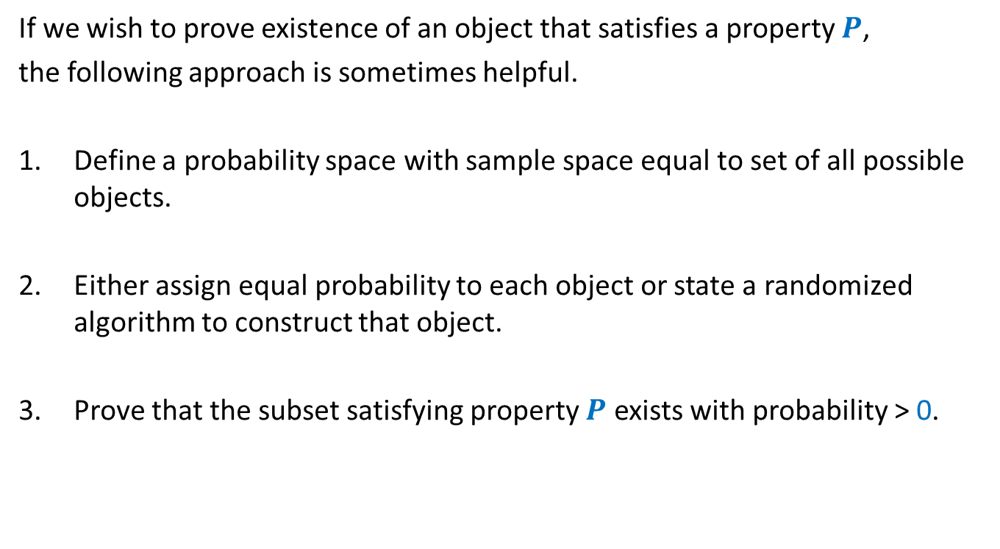 If we wish to prove existence of an object that satisfies a property P,
the following approach is sometimes helpful.
1. Define a probability space with sample space equal to set of all possible
objects.
2. Either assign equal probability to each object or state a randomized
algorithm to construct that object.
3. Prove that the subset satisfying property P exists with probability > 0.